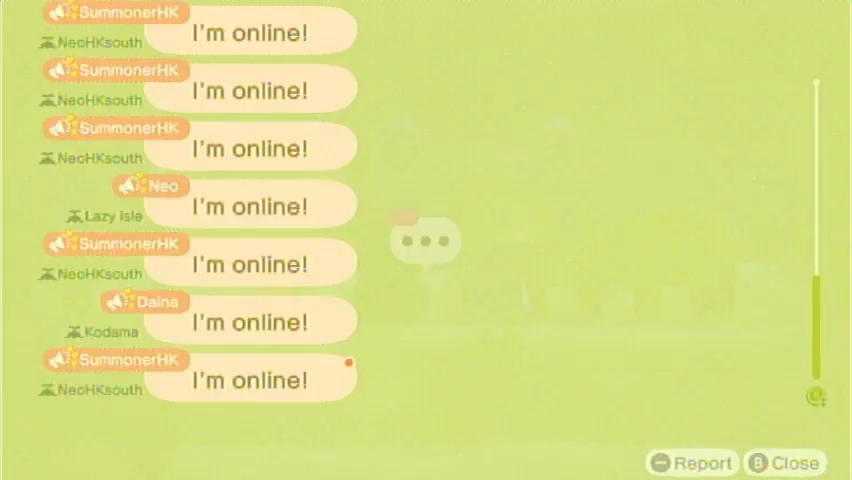 SummonerHK
I'm online!
NeoHKsouth
SummonerHK
I'm online!
NeoHKsouth
SummonerHK
I'm online!
NeoHKsouth
Neo
I'm online!
Lazy isle
SummonerHK
I'm online!
NeoHKsouth
Daina
I'm online!
Kodama
SummonerHK
I'm online!
NeoHKsouth
Report
B Close